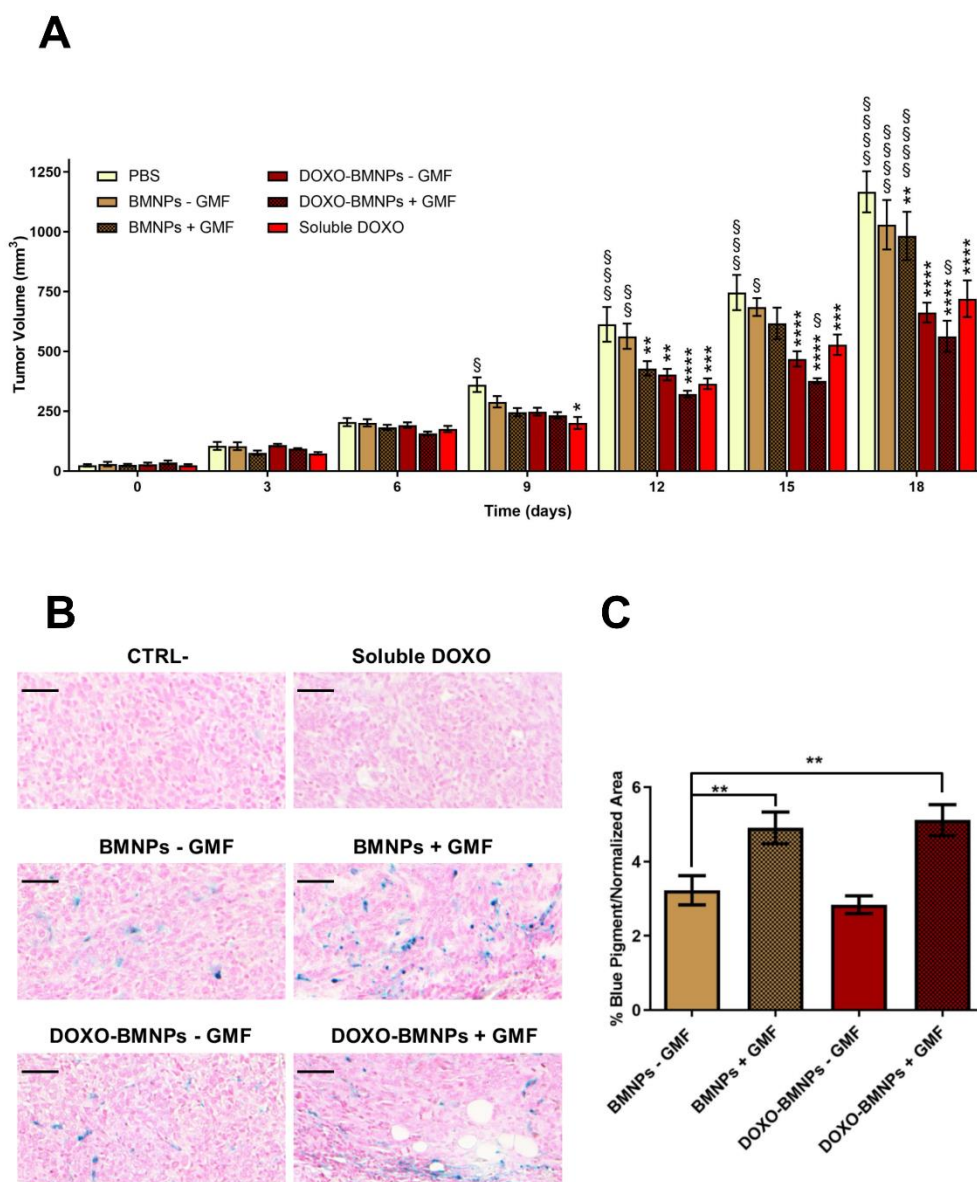 A
Tumor Volume (mm³)
1250
1000
750
500
250
0
PBS
BMNPs - GMF
BMNPs + GMF
DOXO-BMNPs - GMF
DOXO-BMNPs + GMF
Soluble DOXO
§
*
§§§
§§
**
**
****
***
§§§
§
****
**** §
***
§§§§
§§§§
** §§§§
****
**** §
****
0 3 6 9 12 15 18
Time (days)
B
CTRL-
Soluble DOXO
BMNPs - GMF
BMNPs + GMF
DOXO-BMNPs - GMF
DOXO-BMNPs + GMF
C
% Blue Pigment/Normalized Area
6
4
2
0
**
**
BMNPs - GMF
BMNPs + GMF
DOXO-BMNPs - GMF
DOXO-BMNPs + GMF